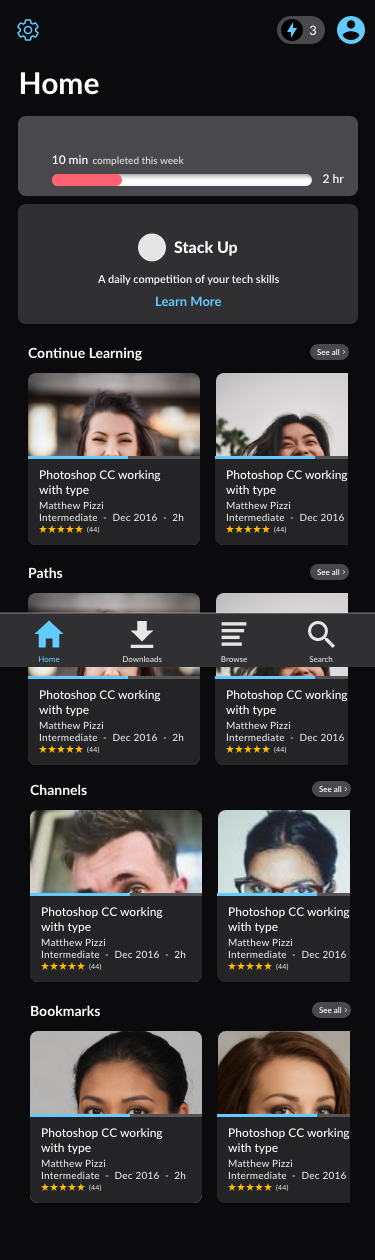 3
Home
10 min completed this week
2 hr
Stack Up
A daily competition of your tech skills
Learn More
Continue Learning
See all ›
Photoshop CC working
with type
Matthew Pizzi
Intermediate - Dec 2016 - 2h
★★★★★ (44)
Photoshop CC working
with type
Matthew Pizzi
Intermediate - Dec 2016
★★★★★ (44)
Paths
See all ›
Home
Downloads
Browse
Search
Photoshop CC working
with type
Matthew Pizzi
Intermediate - Dec 2016 - 2h
★★★★★ (44)
Photoshop CC working
with type
Matthew Pizzi
Intermediate - Dec 2016
★★★★★ (44)
Channels
See all ›
Photoshop CC working
with type
Matthew Pizzi
Intermediate - Dec 2016 - 2h
★★★★★ (44)
Photoshop CC working
with type
Matthew Pizzi
Intermediate - Dec 2016
★★★★★ (44)
Bookmarks
See all ›
Photoshop CC working
with type
Matthew Pizzi
Intermediate - Dec 2016 - 2h
★★★★★ (44)
Photoshop CC working
with type
Matthew Pizzi
Intermediate - Dec 2016
★★★★★ (44)